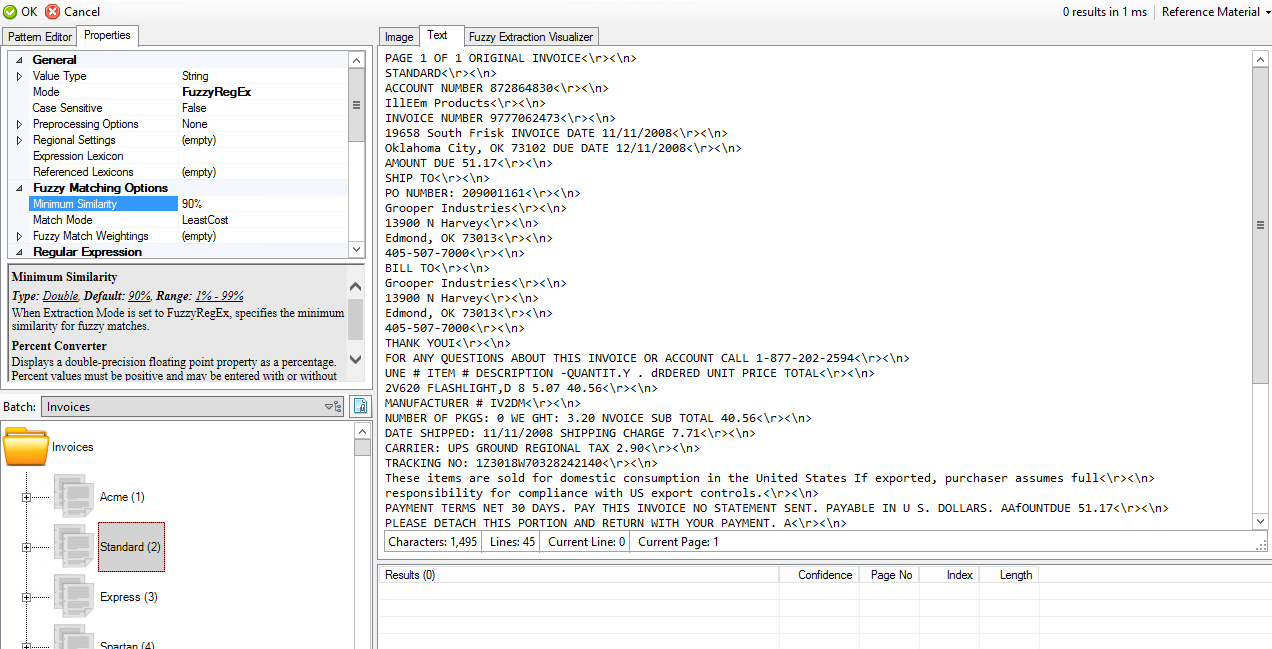 OK Cancel 0 results in 1 ms Reference Material
Pattern Editor Properties
General
Value Type String
Mode FuzzyRegEx
Case Sensitive False
Preprocessing Options None
Regional Settings (empty)
Expression Lexicon
Referenced Lexicons (empty)
Fuzzy Matching Options
Minimum Similarity 90%
Match Mode LeastCost
Fuzzy Match Weightings (empty)
Regular Expression
Minimum Similarity
Type: Double, Default: 90%, Range: 1% - 99%
When Extraction Mode is set to FuzzyRegEx, specifies the minimum
similarity for fuzzy matches.
Percent Converter
Displays a double-precision floating point property as a percentage.
Percent values must be positive and may be entered with or without
Batch: Invoices
Invoices
Acme (1)
Standard (2)
Express (3)
Spartan (4)
Image Text Fuzzy Extraction Visualizer
PAGE 1 OF 1 ORIGINAL INVOICE<\r><\n>
STANDARD<\r><\n>
ACCOUNT NUMBER 872864830<\r><\n>
IllEEm Products<\r><\n>
INVOICE NUMBER 9777062473<\r><\n>
19658 South Frisk INVOICE DATE 11/11/2008<\r><\n>
Oklahoma City, OK 73102 DUE DATE 12/11/2008<\r><\n>
AMOUNT DUE 51.17<\r><\n>
SHIP TO<\r><\n>
PO NUMBER: 209001161<\r><\n>
Grooper Industries<\r><\n>
13900 N Harvey<\r><\n>
Edmond, OK 73013<\r><\n>
405-507-7000<\r><\n>
BILL TO<\r><\n>
Grooper Industries<\r><\n>
13900 N Harvey<\r><\n>
Edmond, OK 73013<\r><\n>
405-507-7000<\r><\n>
THANK YOUI<\r><\n>
FOR ANY QUESTIONS ABOUT THIS INVOICE OR ACCOUNT CALL 1-877-202-2594<\r><\n>
UNE # ITEM # DESCRIPTION -QUANTIT.Y . dRDERED UNIT PRICE TOTAL<\r><\n>
2V620 FLASHLIGHT,D 8 5.07 40.56<\r><\n>
MANUFACTURER # IV2DM<\r><\n>
NUMBER OF PKGS: 0 WE GHT: 3.20 NVOICE SUB TOTAL 40.56<\r><\n>
DATE SHIPPED: 11/11/2008 SHIPPING CHARGE 7.71<\r><\n>
CARRIER: UPS GROUND REGIONAL TAX 2.90<\r><\n>
TRACKING NO: 1Z3018W70328242140<\r><\n>
These items are sold for domestic consumption in the United States If exported, purchaser assumes full<\r><\n>
responsibility for compliance with US export controls.<\r><\n>
PAYMENT TERMS NET 30 DAYS. PAY THIS INVOICE NO STATEMENT SENT. PAYABLE IN U S. DOLLARS. AAfOUNTDUE 51.17<\r><\n>
PLEASE DETACH THIS PORTION AND RETURN WITH YOUR PAYMENT. A<\r><\n>
Characters: 1,495 Lines: 45 Current Line: 0 Current Page: 1
Results (0) Confidence Page No Index Length